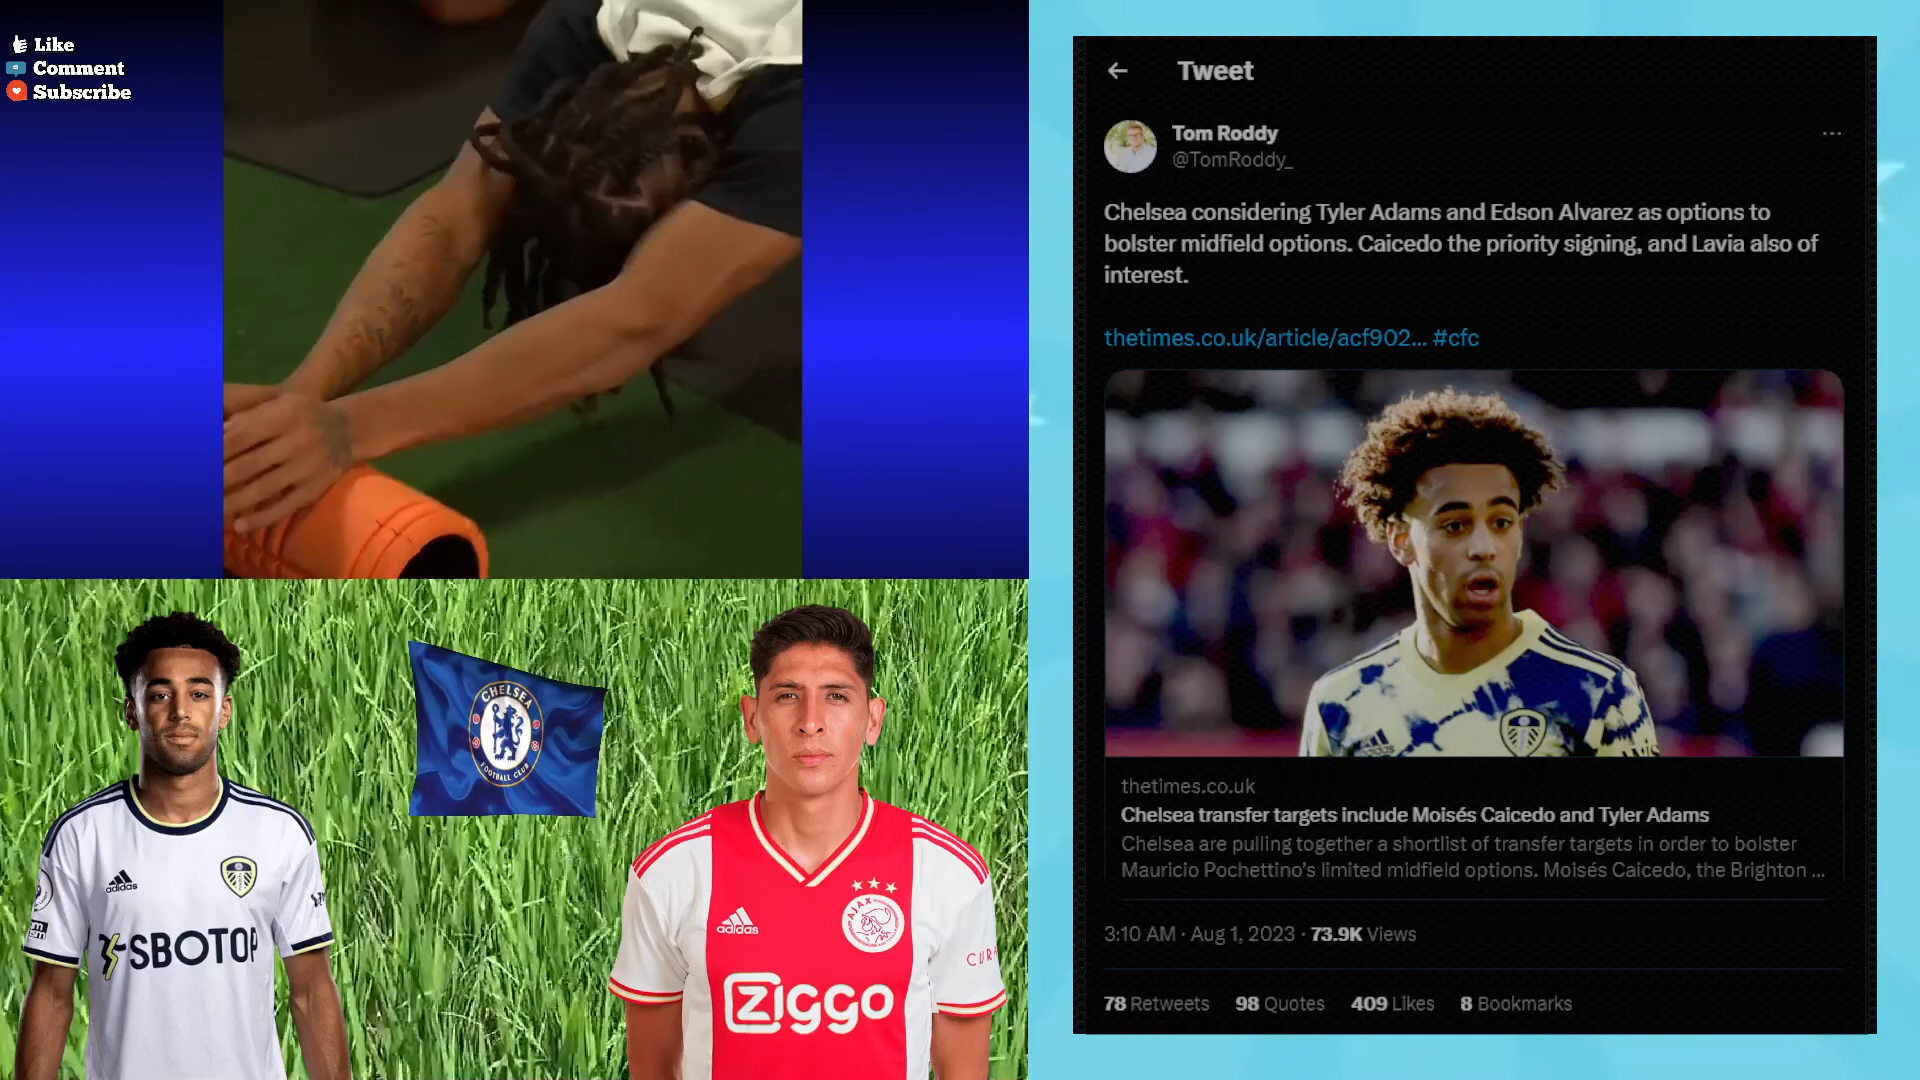 Like
Comment
Subscribe
CHELSEA
FOOTBALL CLUB
adidas
SBOTOP
AJAX
adidas
CURA
ziggo
Tweet
Tom Roddy
@TomRoddy_
Chelsea considering Tyler Adams and Edson Alvarez as options to
bolster midfield options. Caicedo the priority signing, and Lavia also of
interest.
thetimes.co.uk/article/acf902... #cfc
adidas
thetimes.co.uk
Chelsea transfer targets include Moisés Caicedo and Tyler Adams
Chelsea are pulling together a shortlist of transfer targets in order to bolster
Mauricio Pochettino’s limited midfield options. Moisés Caicedo, the Brighton ...
3:10 AM · Aug 1, 2023 · 73.9K Views
78 Retweets 98 Quotes 409 Likes 8 Bookmarks